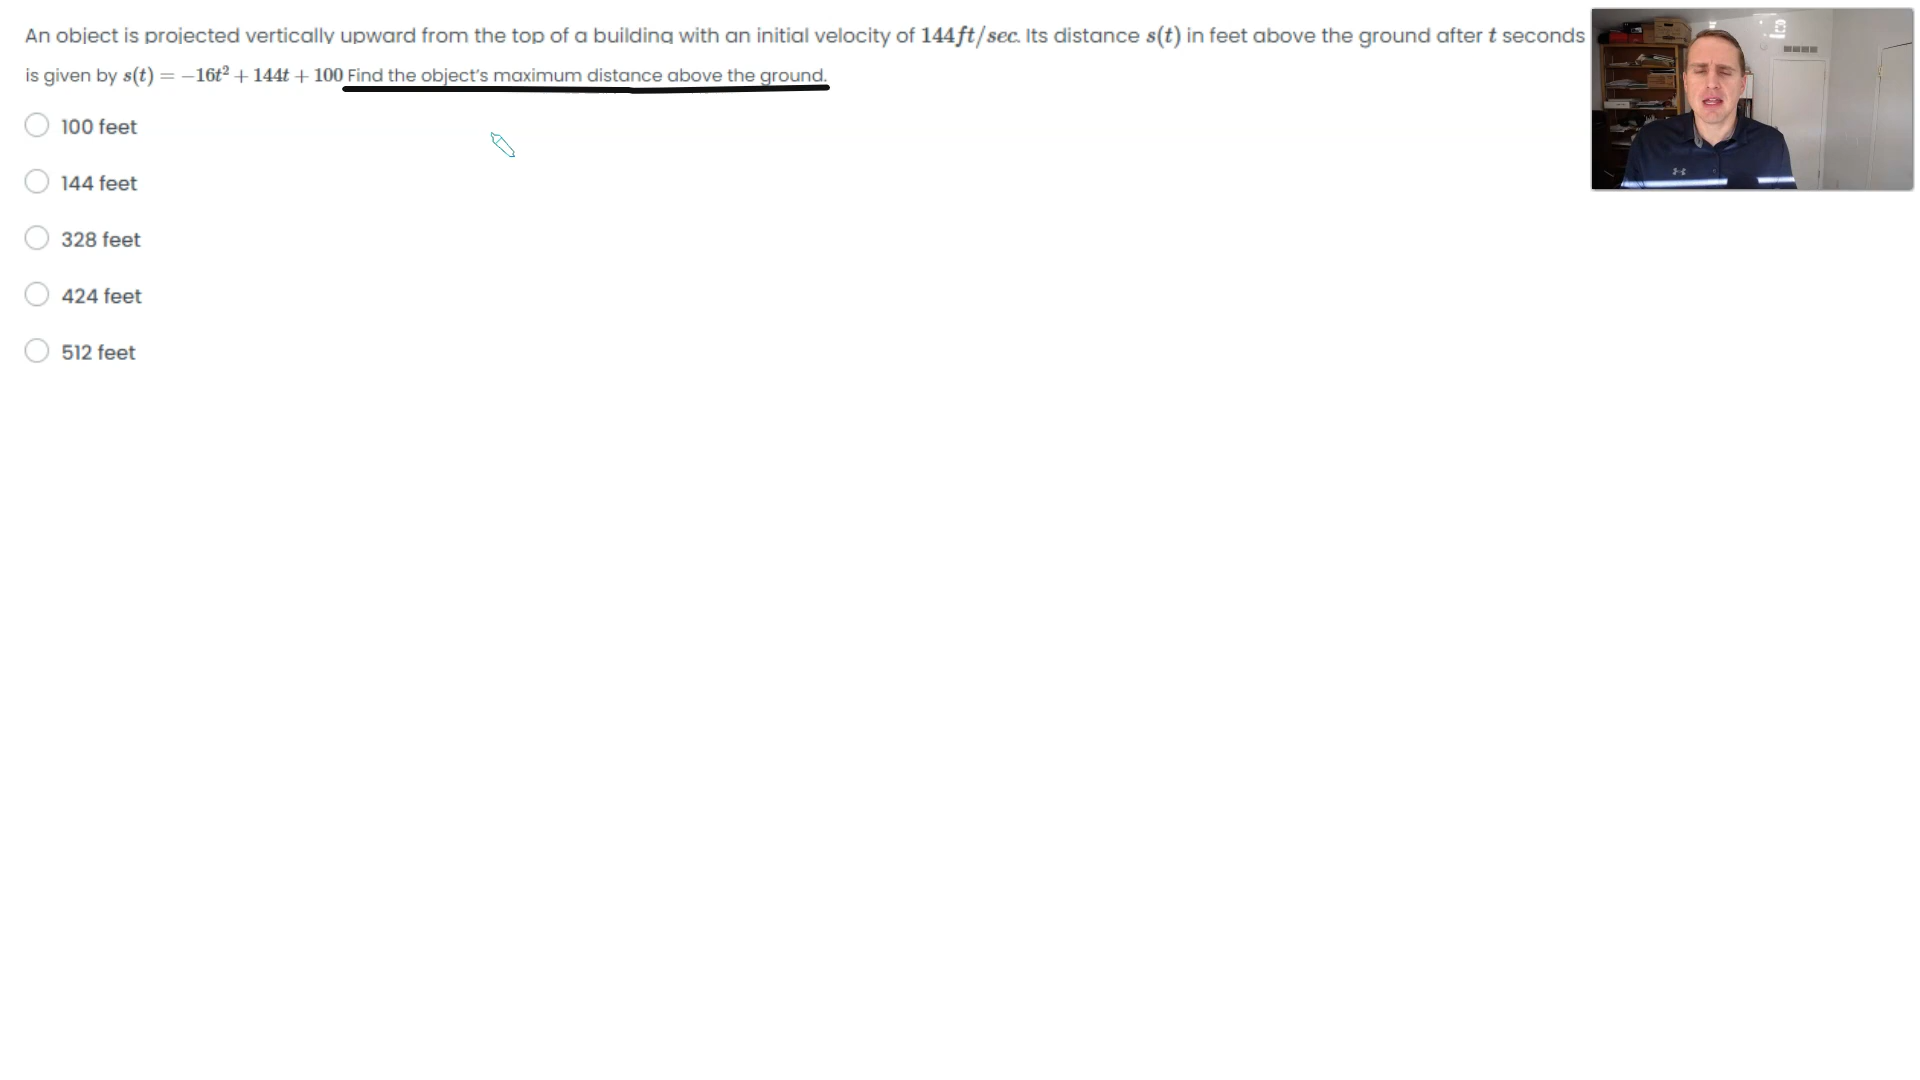 An object is projected vertically upward from the top of a building with an initial velocity of 144ft/sec. Its distance s(t) in feet above the ground after t seconds
is given by s(t) = −16t² + 144t + 100 Find the object's maximum distance above the ground.
100 feet
144 feet
328 feet
424 feet
512 feet